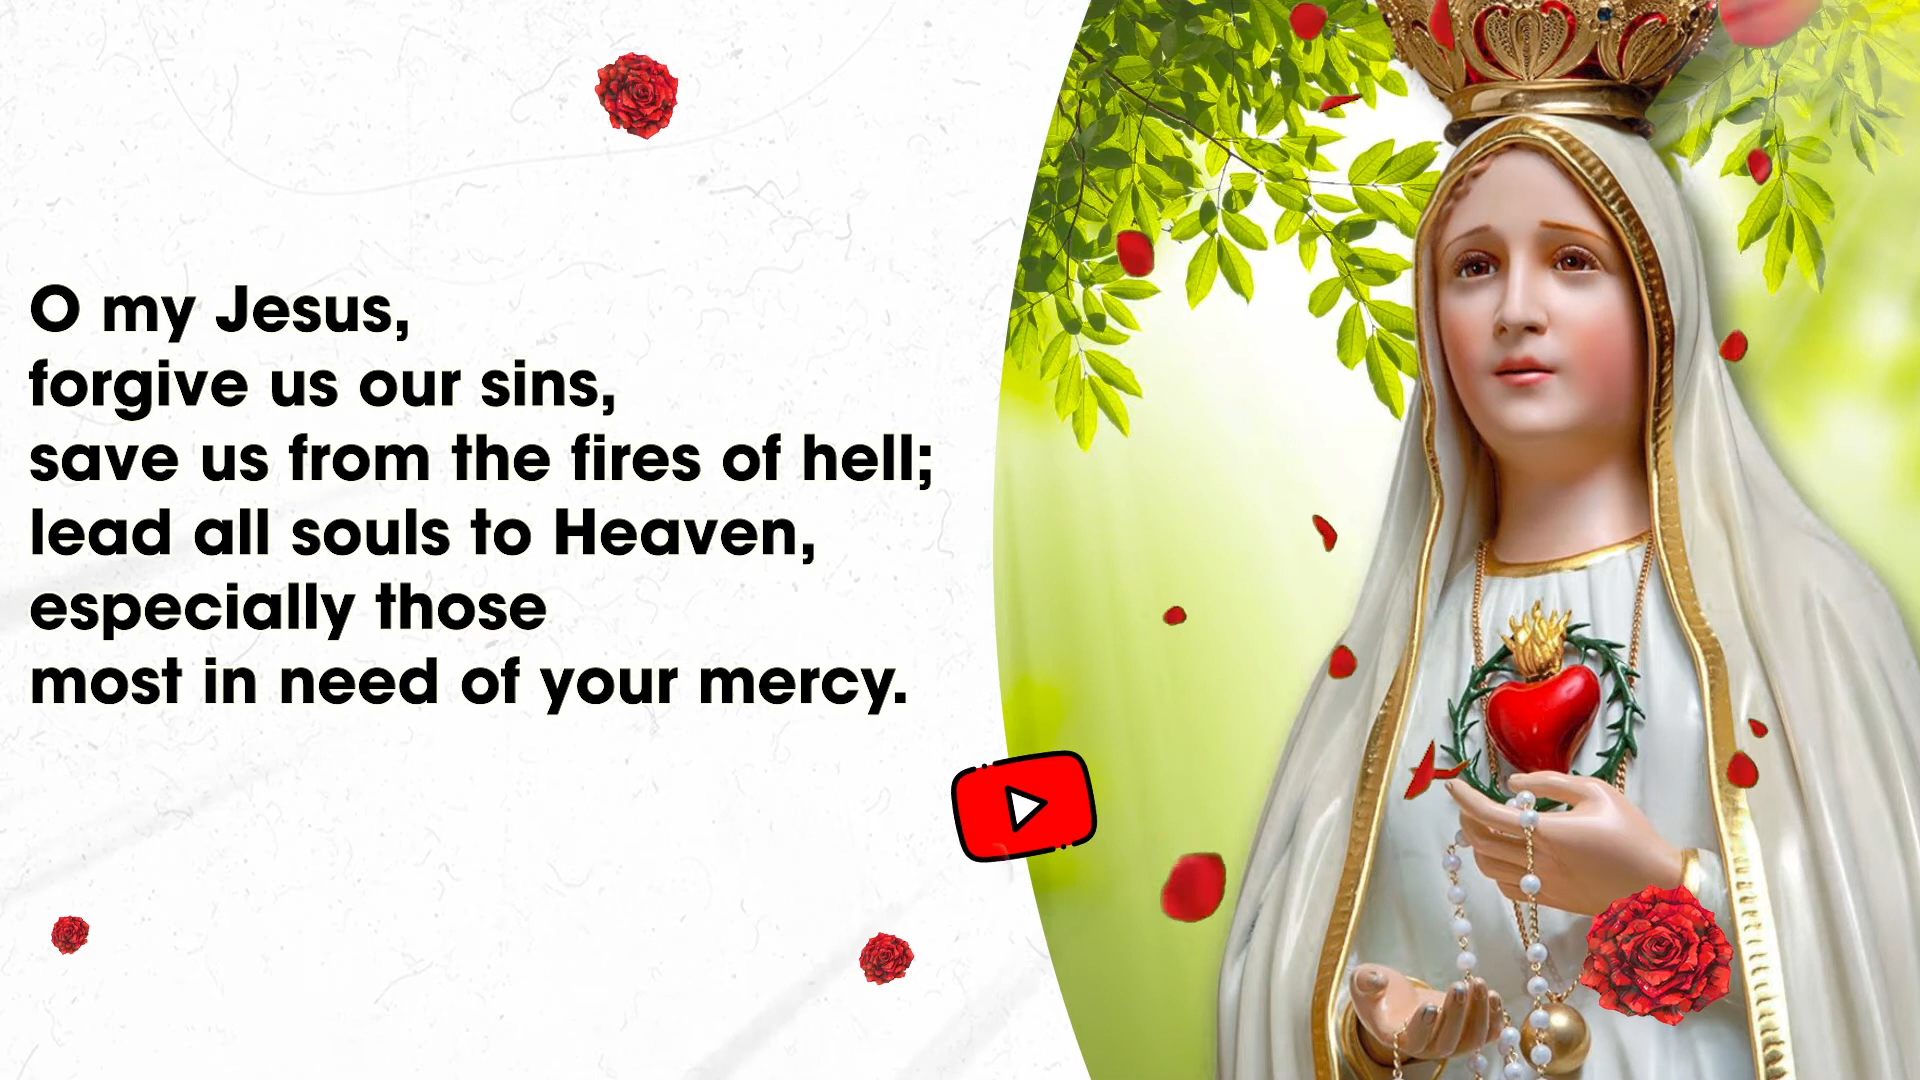 O my Jesus,
forgive us our sins,
save us from the fires of hell;
lead all souls to Heaven,
especially those
most in need of your mercy.